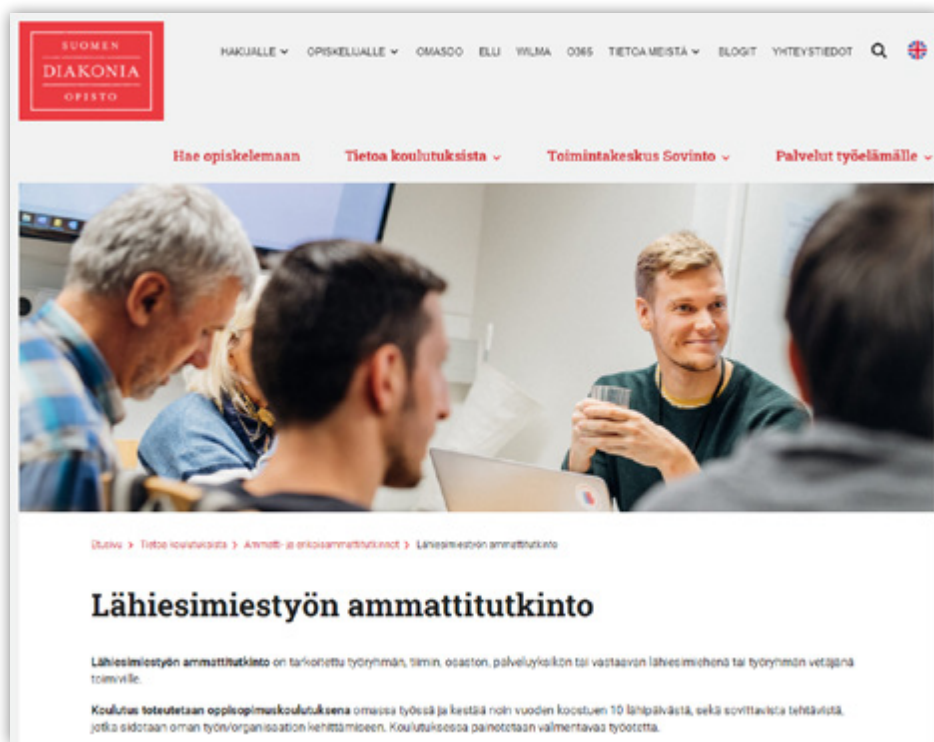 SUOMEN
DIAKONIA
OPISTO
HAKIJALLE OPISKELIJALLE OMASDO ELLI WILMA O365 TIETOA MEISTÄ BLOGIT YHTEYSTIEDOT
Hae opiskelemaan Tietoa koulutuksista Toimintakeskus Sovinto Palvelut työelämälle
Etusivu > Tietoa koulutuksista > Ammatti- ja erikoisammattitutkinnot > Lähiesimiestyön ammattitutkinto
Lähiesimiestyön ammattitutkinto
Lähiesimiestyön ammattitutkinto on tarkoitettu työryhmän, tiimin, osaston, palveluyksikön tai vastaavan lähiesimiehenä tai työryhmän vetäjänä
toimiville.
Koulutus toteutetaan oppisopimuskoulutuksena omassa työssä ja kestää noin vuoden koostuen 10 lähipäivästä, sekä sovittavista tehtävistä,
jotka sidotaan oman työn/organisaation kehittämiseen. Koulutuksessa painotetaan valmentavaa työotetta.